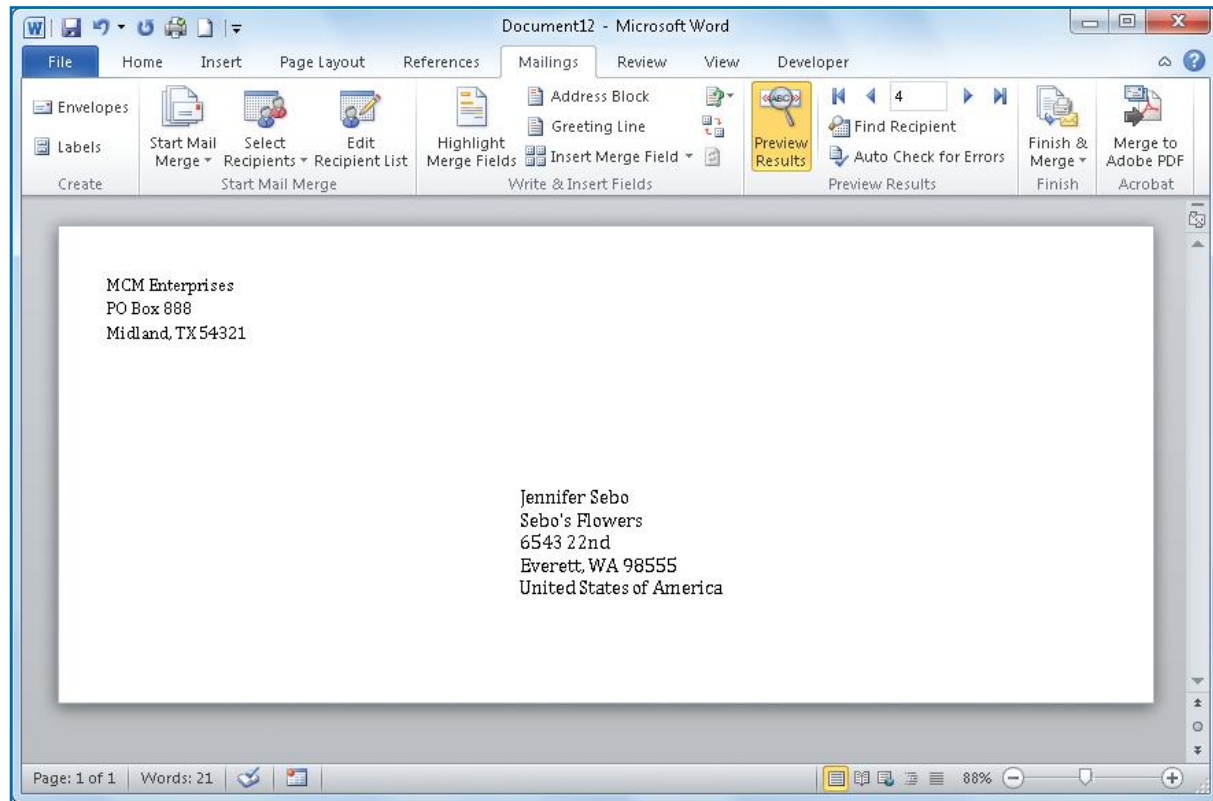 W
Document12 - Microsoft Word
File Home Insert Page Layout References Mailings Review View Developer
Envelopes
Labels
Create
Start Mail Merge
Select Recipients
Edit Recipient List
Start Mail Merge
Highlight Merge Fields
Address Block
Greeting Line
Insert Merge Field
Write & Insert Fields
«ABC»
Preview Results
4
Find Recipient
Auto Check for Errors
Preview Results
Finish & Merge
Finish
Merge to Adobe PDF
Acrobat
MCM Enterprises
PO Box 888
Midland, TX 54321
Jennifer Sebo
Sebo's Flowers
6543 22nd
Everett, WA 98555
United States of America
Page: 1 of 1 Words: 21 88%